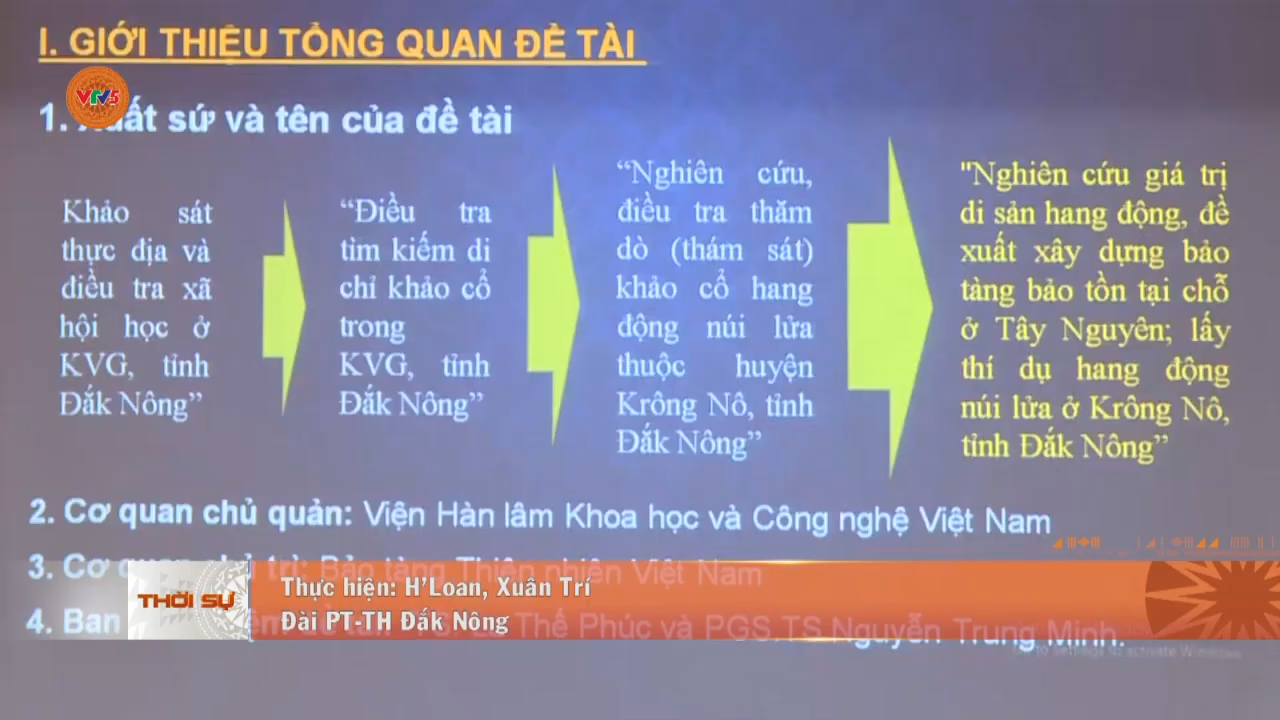 I. GIỚI THIỆU TỔNG QUAN ĐỀ TÀI
VTV5
1. Xuất sứ và tên của đề tài
Khảo sát
thực địa và
điều tra xã
hội học ở
KVG, tỉnh
Đắk Nông”
“Điều tra
tìm kiếm di
chỉ khảo cổ
trong
KVG, tỉnh
Đắk Nông”
“Nghiên cứu,
điều tra thăm
dò (thám sát)
khảo cổ hang
động núi lửa
thuộc huyện
Krông Nô, tỉnh
Đắk Nông”
"Nghiên cứu giá trị
di sản hang động, đề
xuất xây dựng bảo
tàng bảo tồn tại chỗ
ở Tây Nguyên; lấy
thí dụ hang động
núi lửa ở Krông Nô,
tỉnh Đắk Nông”
2. Cơ quan chủ quản: Viện Hàn lâm Khoa học và Công nghệ Việt Nam
3. Cơ trì: Bảo tàng Thiên nhiên Việt Nam
4. Ban đề tài: Thế Phúc và PGS.TS Nguyễn Trung Minh.
THỜI SỰ
Thực hiện: H’Loan, Xuân Trí
Đài PT-TH Đắk Nông